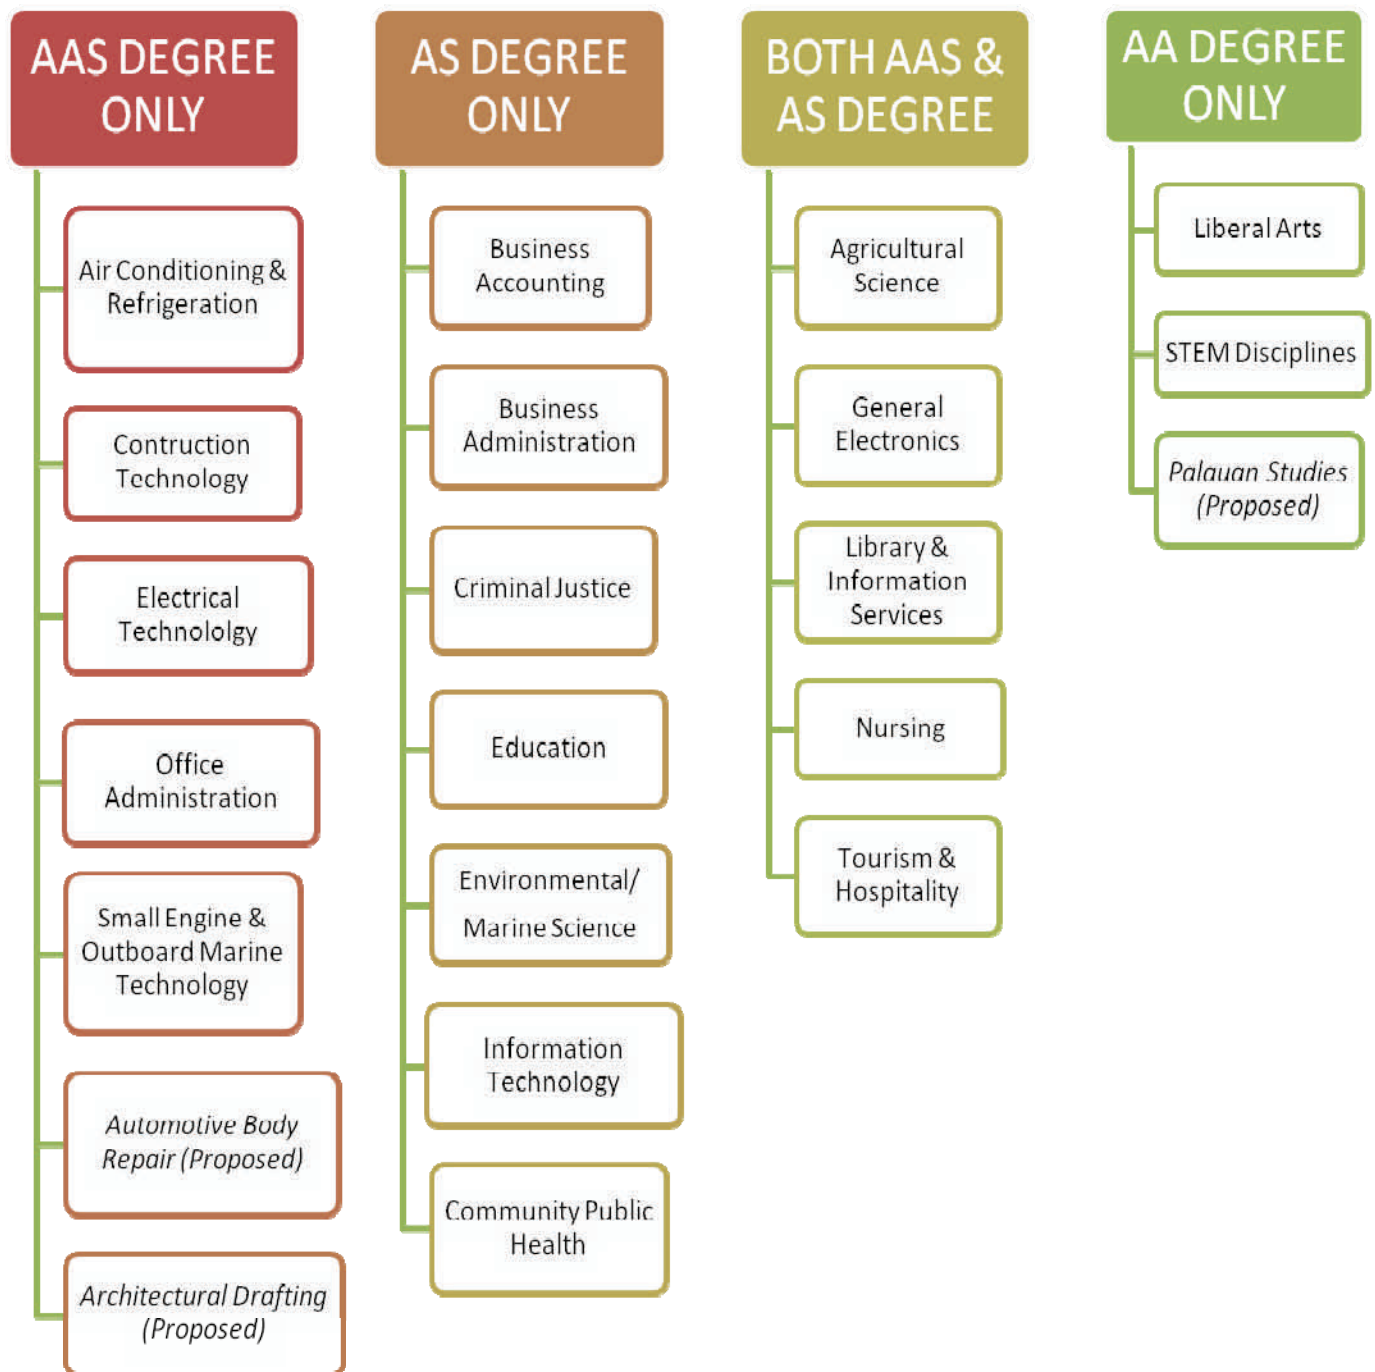 AAS DEGREE
ONLY
Air Conditioning &
Refrigeration
Contruction
Technology
Electrical
Technololgy
Office
Administration
Small Engine &
Outboard Marine
Technology
Automotive Body
Repair (Proposed)
Architectural Drafting
(Proposed)
AS DEGREE
ONLY
Business
Accounting
Business
Administration
Criminal Justice
Education
Environmental/
Marine Science
Information
Technology
Community Public
Health
BOTH AAS &
AS DEGREE
Agricultural
Science
General
Electronics
Library &
Information
Services
Nursing
Tourism &
Hospitality
AA DEGREE
ONLY
Liberal Arts
STEM Disciplines
Palauan Studies
(Proposed)